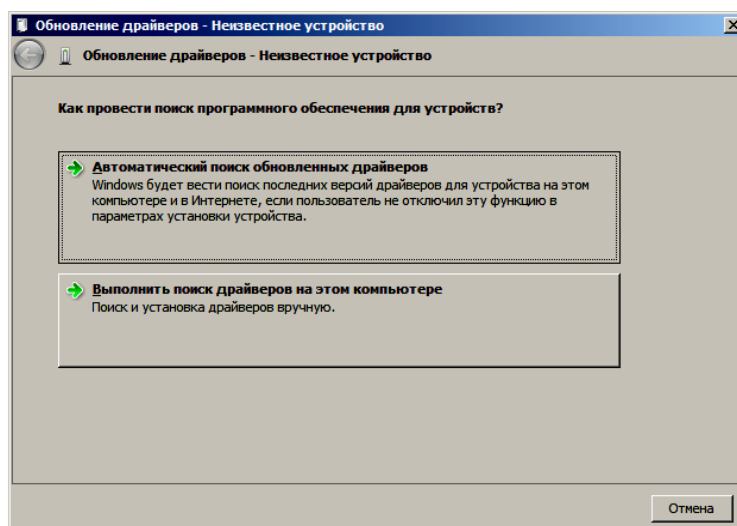 Обновление драйверов - Неизвестное устройство
Обновление драйверов - Неизвестное устройство
Как провести поиск программного обеспечения для устройств?
Автоматический поиск обновленных драйверов
Windows будет вести поиск последних версий драйверов для устройства на этом
компьютере и в Интернете, если пользователь не отключил эту функцию в
параметрах установки устройства.
Выполнить поиск драйверов на этом компьютере
Поиск и установка драйверов вручную.
Отмена